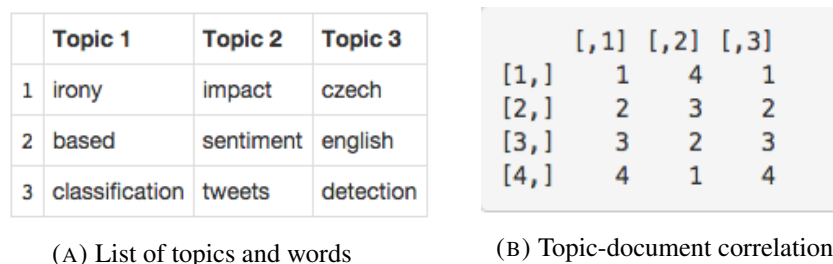 Topic 1 Topic 2 Topic 3
1 irony impact czech
2 based sentiment english
3 classification tweets detection
(A) List of topics and words
[,1] [,2] [,3]
[1,] 1 4 1
[2,] 2 3 2
[3,] 3 2 3
[4,] 4 1 4
(B) Topic-document correlation